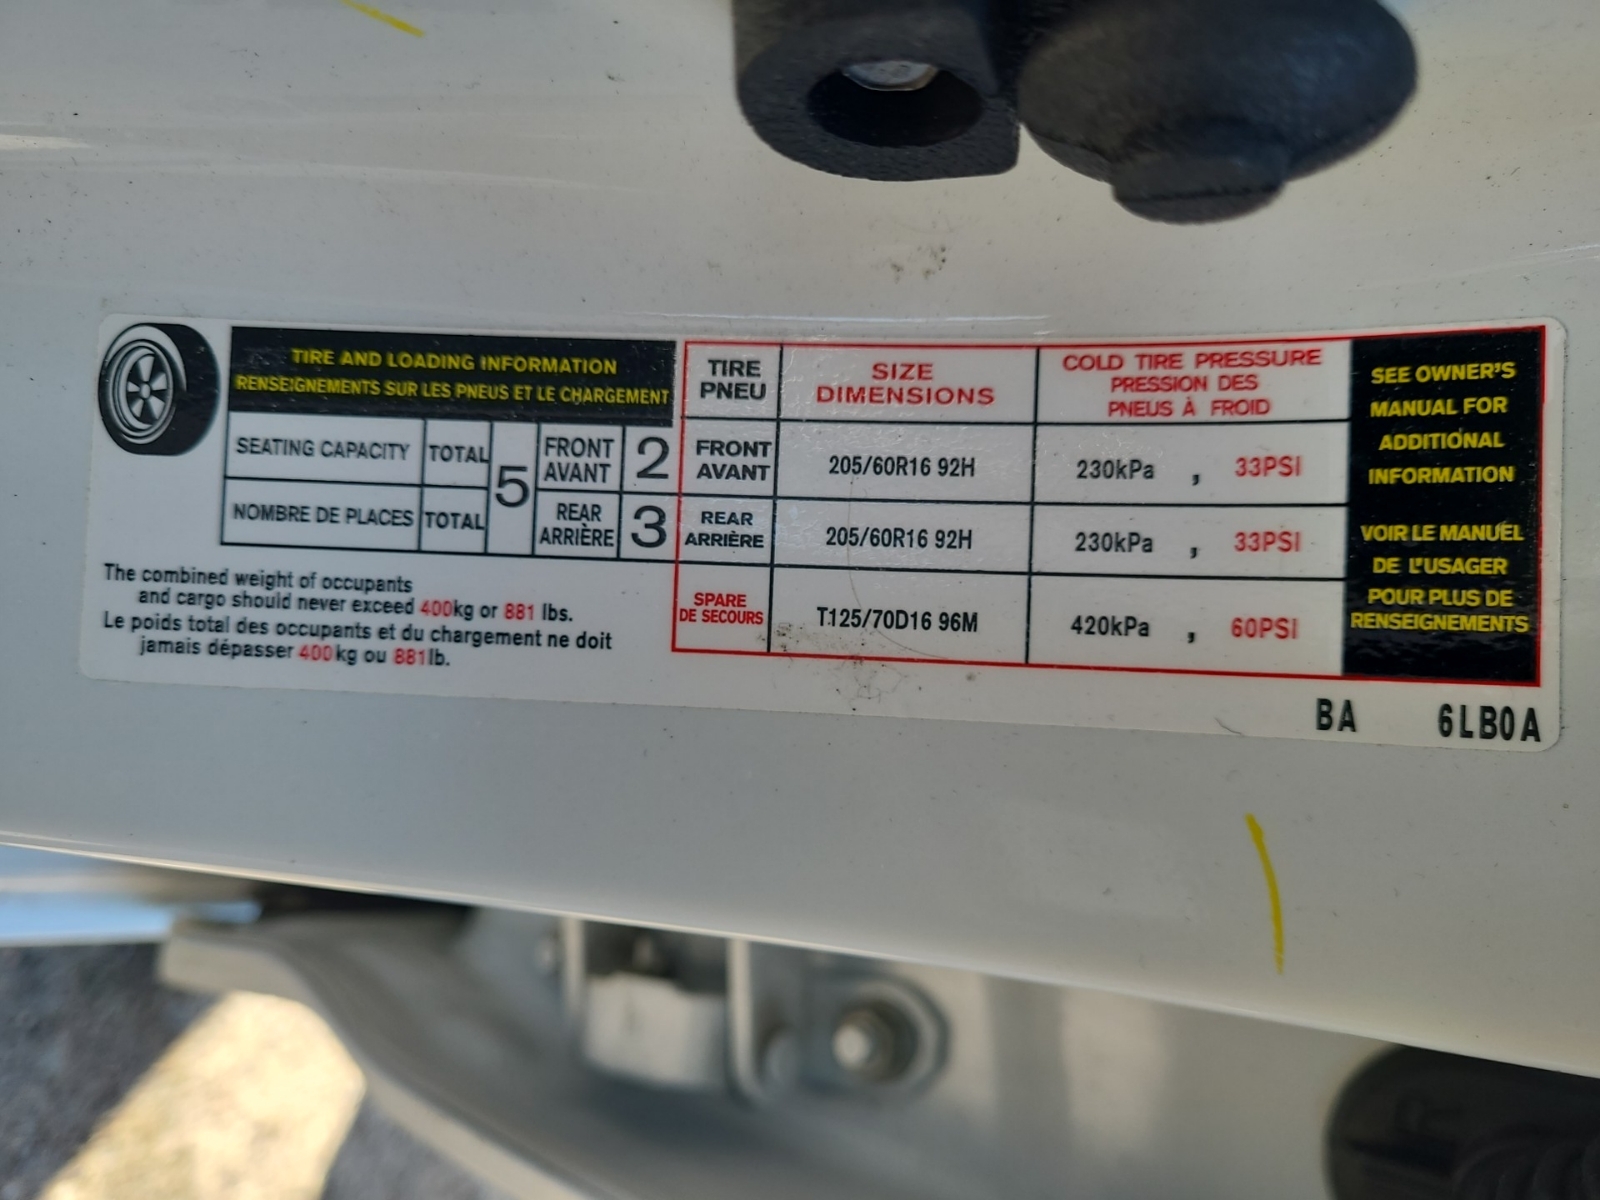 TIRE AND LOADING INFORMATION
RENSEIGNEMENTS SUR LES PNEUS ET LE CHARGEMENT
SEATING CAPACITY TOTAL 5 FRONT AVANT 2
NOMBRE DE PLACES TOTAL REAR ARRIÈRE 3
The combined weight of occupants
and cargo should never exceed 400kg or 881 lbs.
Le poids total des occupants et du chargement ne doit
jamais dépasser 400kg ou 881lb.
TIRE PNEU SIZE DIMENSIONS COLD TIRE PRESSURE PRESSION DES PNEUS À FROID
FRONT AVANT 205/60R16 92H 230kPa , 33PSI
REAR ARRIÈRE 205/60R16 92H 230kPa , 33PSI
SPARE DE SECOURS T125/70D16 96M 420kPa , 60PSI
SEE OWNER'S
MANUAL FOR
ADDITIONAL
INFORMATION
VOIR LE MANUEL
DE L'USAGER
POUR PLUS DE
RENSEIGNEMENTS
BA 6LB0A